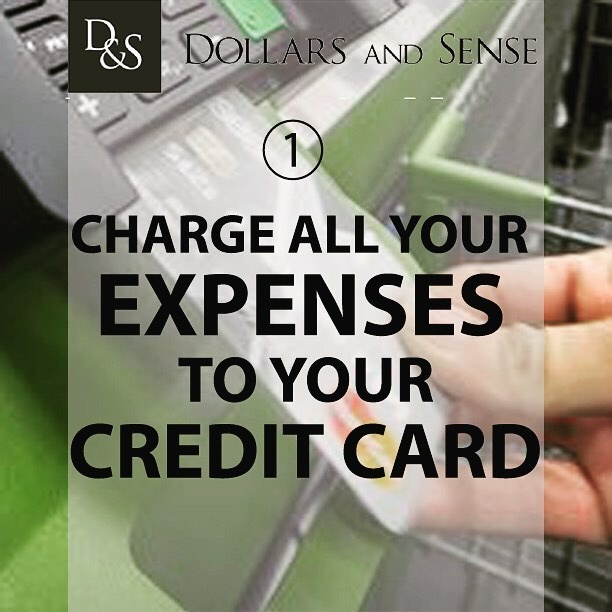 D&S DOLLARS AND SENSE
1
CHARGE ALL YOUR
EXPENSES
TO YOUR
CREDIT CARD